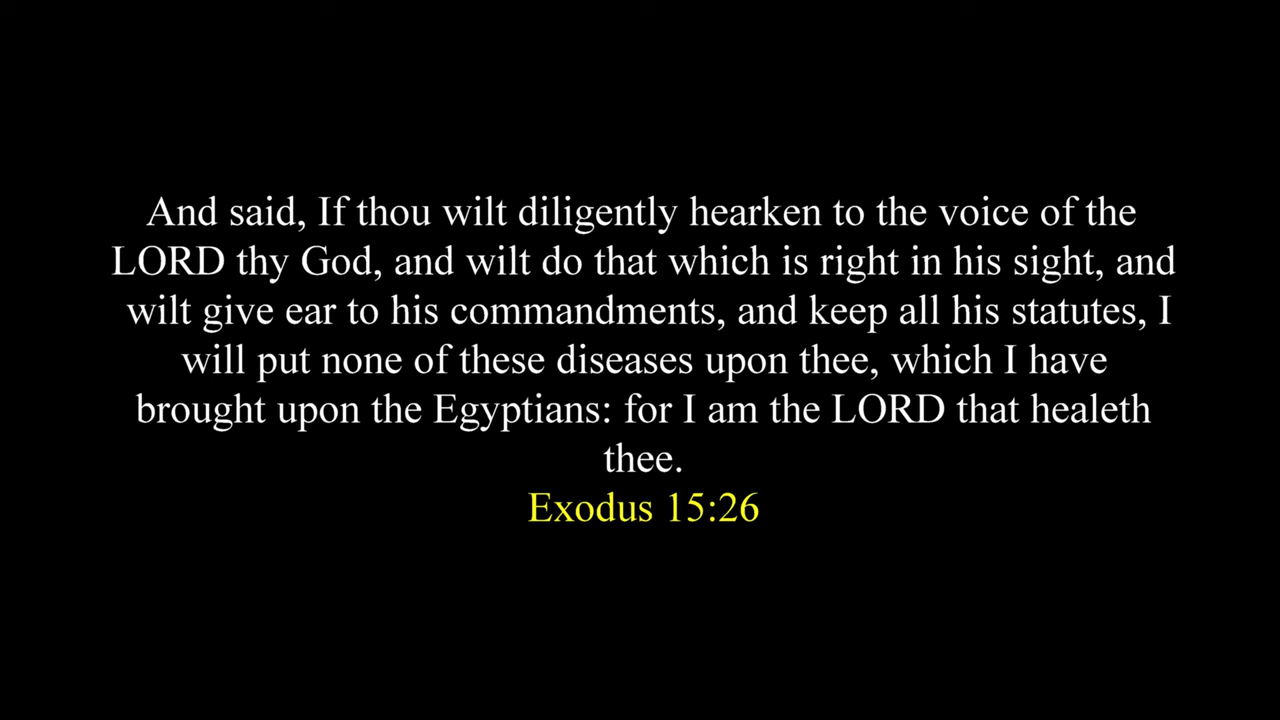 And said, If thou wilt diligently hearken to the voice of the
LORD thy God, and wilt do that which is right in his sight, and
wilt give ear to his commandments, and keep all his statutes, I
will put none of these diseases upon thee, which I have
brought upon the Egyptians: for I am the LORD that healeth
thee.
Exodus 15:26